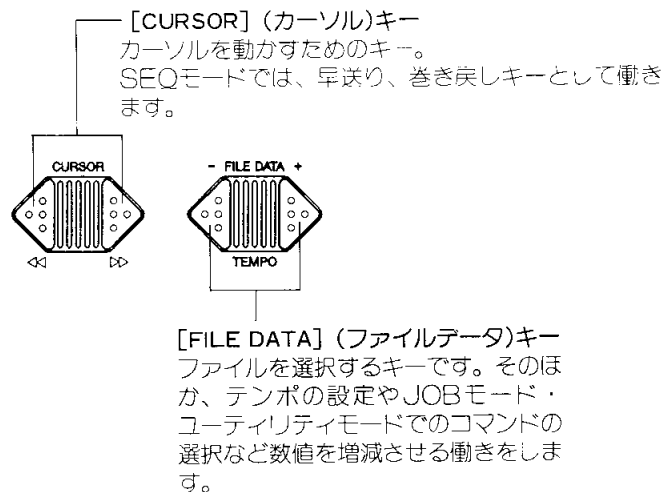 [CURSOR] (カーソル)キー
カーソルを動かすためのキー。
SEQモードでは、早送り、巻き戻しキーとして働き
ます。
CURSOR
- FILE DATA +
TEMPO
[FILE DATA] (ファイルデータ)キー
ファイルを選択するキーです。そのほ
か、テンポの設定やJOBモード・
ユーティリティモードでのコマンドの
選択など数値を増減させる働きをしま
す。